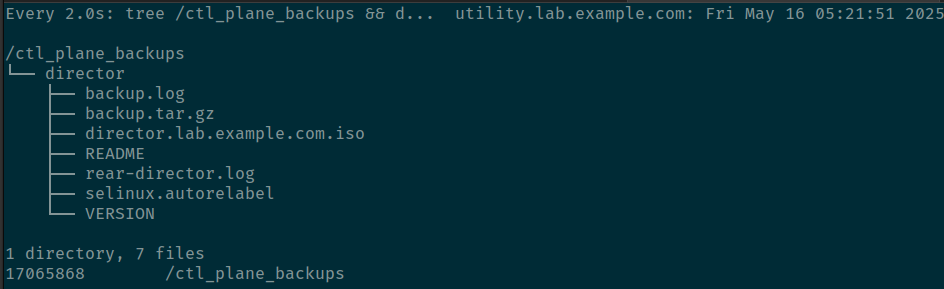 Every 2.0s: tree /ctl_plane_backups && d...  utility.lab.example.com: Fri May 16 05:21:51 2025
/ctl_plane_backups
└── director
    ├── backup.log
    ├── backup.tar.gz
    ├── director.lab.example.com.iso
    ├── README
    ├── rear-director.log
    ├── selinux.autorelabel
    └── VERSION
1 directory, 7 files
17065868        /ctl_plane_backups